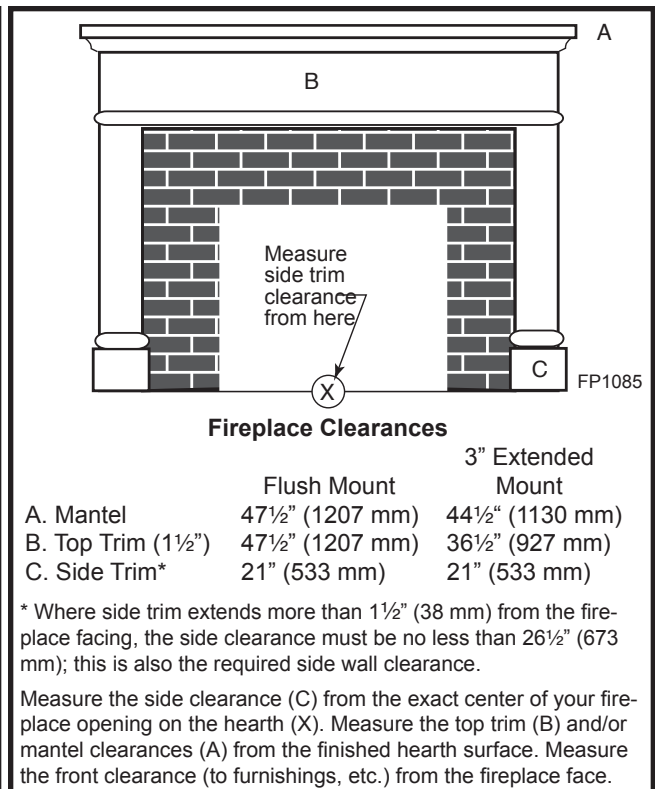 A
B
Measure
side trim
clearance
from here
C
FP1085
X
Fireplace Clearances
3” Extended
Flush Mount Mount
A. Mantel 47½” (1207 mm) 44½“ (1130 mm)
B. Top Trim (1½”) 47½” (1207 mm) 36½” (927 mm)
C. Side Trim* 21” (533 mm) 21” (533 mm)
* Where side trim extends more than 1½” (38 mm) from the fire-
place facing, the side clearance must be no less than 26½” (673
mm); this is also the required side wall clearance.
Measure the side clearance (C) from the exact center of your fire-
place opening on the hearth (X). Measure the top trim (B) and/or
mantel clearances (A) from the finished hearth surface. Measure
the front clearance (to furnishings, etc.) from the fireplace face.